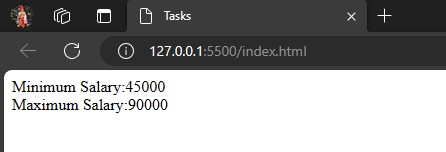 Tasks
127.0.0.1:5500/index.html
Minimum Salary:45000
Maximum Salary:90000